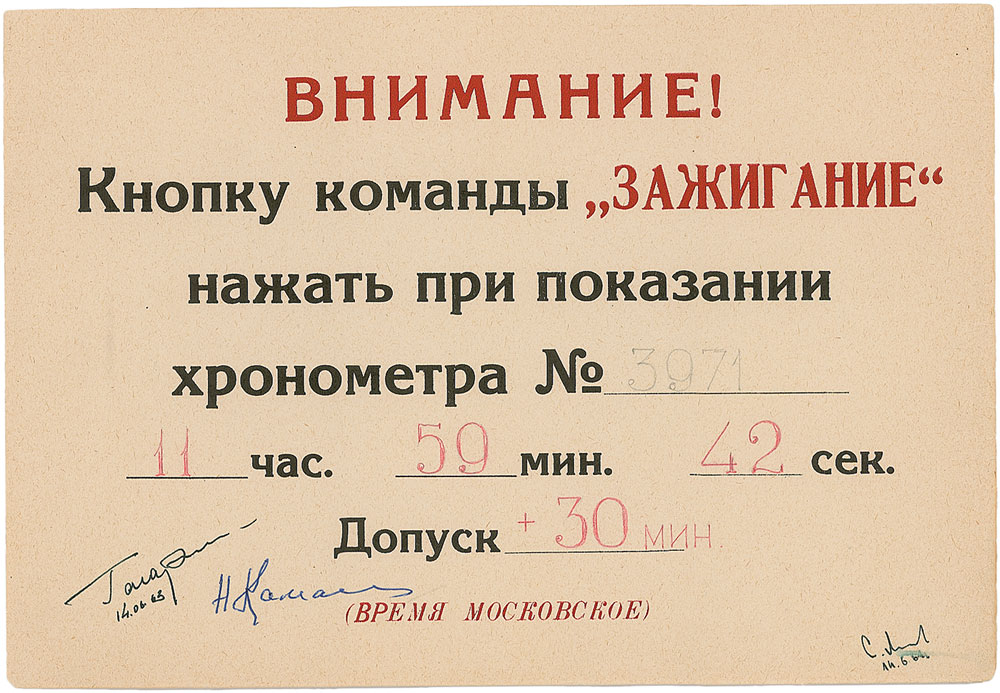 ВНИМАНИЕ!
Кнопку команды „ЗАЖИГАНИЕ“
нажать при показании
хронометра № 3971
11 час. 59 мин. 42 сек.
Допуск + 30 мин.
14.06.63
(ВРЕМЯ МОСКОВСКОЕ)